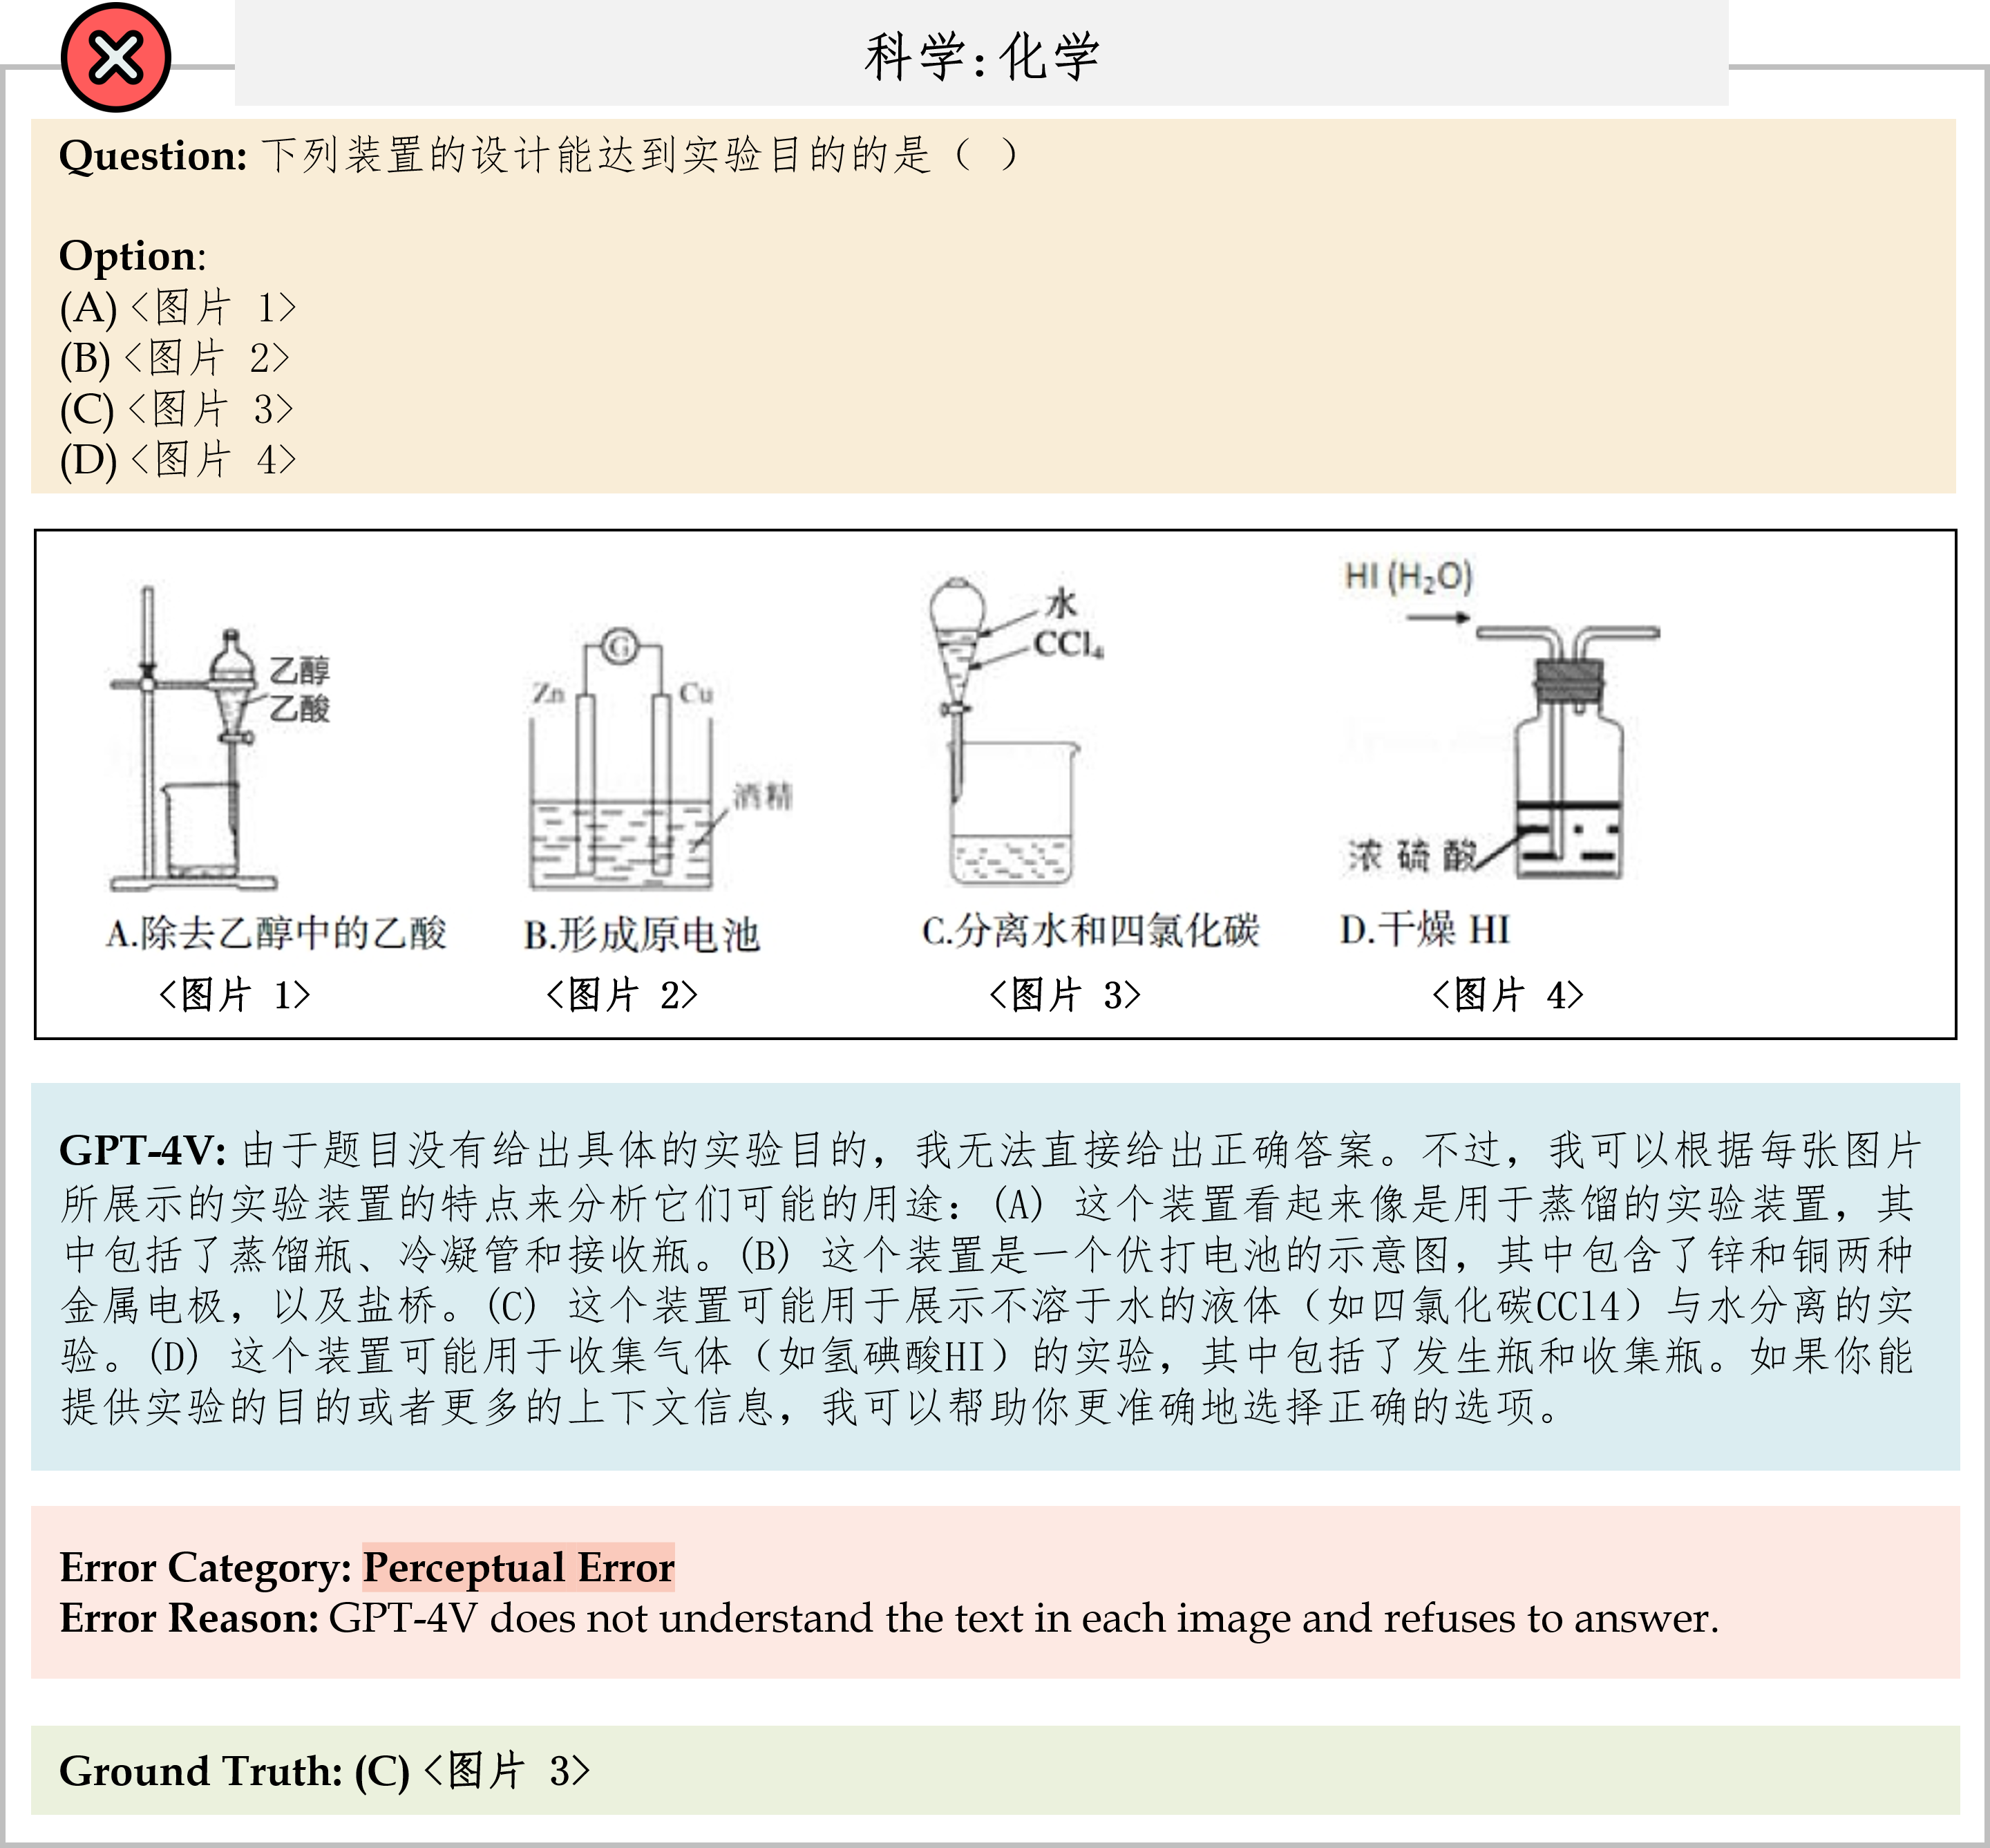 科学:化学
Question: 下列装置的设计能达到实验目的的是（ ）
Option:
(A) <图片 1>
(B) <图片 2>
(C) <图片 3>
(D) <图片 4>
乙醇
乙酸
G
Zn
Cu
酒精
水
CCl₄
HI (H₂O)
浓硫酸
A.除去乙醇中的乙酸
B.形成原电池
C.分离水和四氯化碳
D.干燥 HI
<图片 1>
<图片 2>
<图片 3>
<图片 4>
GPT-4V: 由于题目没有给出具体的实验目的，我无法直接给出正确答案。不过，我可以根据每张图片
所展示的实验装置的特点来分析它们可能的用途：(A) 这个装置看起来像是用于蒸馏的实验装置，其
中包括了蒸馏瓶、冷凝管和接收瓶。(B) 这个装置是一个伏打电池的示意图，其中包含了锌和铜两种
金属电极，以及盐桥。(C) 这个装置可能用于展示不溶于水的液体（如四氯化碳CCl4）与水分离的实
验。(D) 这个装置可能用于收集气体（如氢碘酸HI）的实验，其中包括了发生瓶和收集瓶。如果你能
提供实验的目的或者更多的上下文信息，我可以帮助你更准确地选择正确的选项。
Error Category: Perceptual Error
Error Reason: GPT-4V does not understand the text in each image and refuses to answer.
Ground Truth: (C) <图片 3>